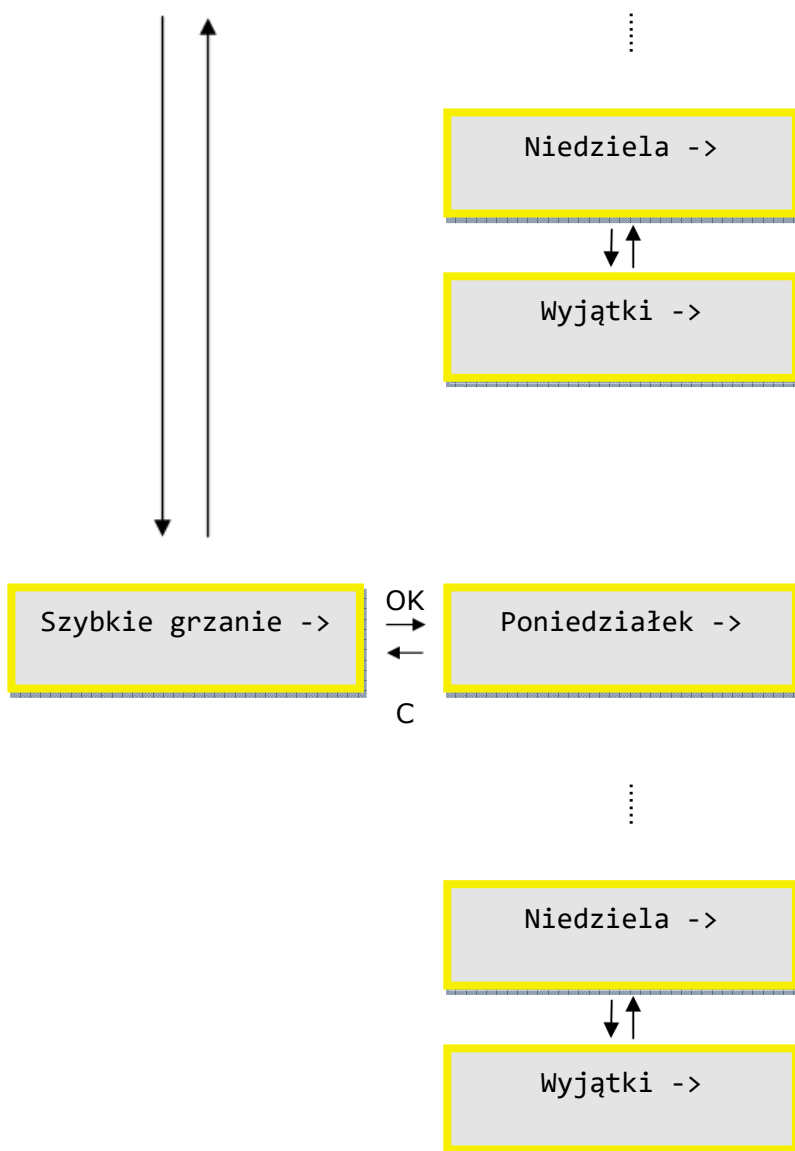 Niedziela ->
Wyjątki ->
OK
Szybkie grzanie ->
Poniedziałek ->
C
Niedziela ->
Wyjątki ->